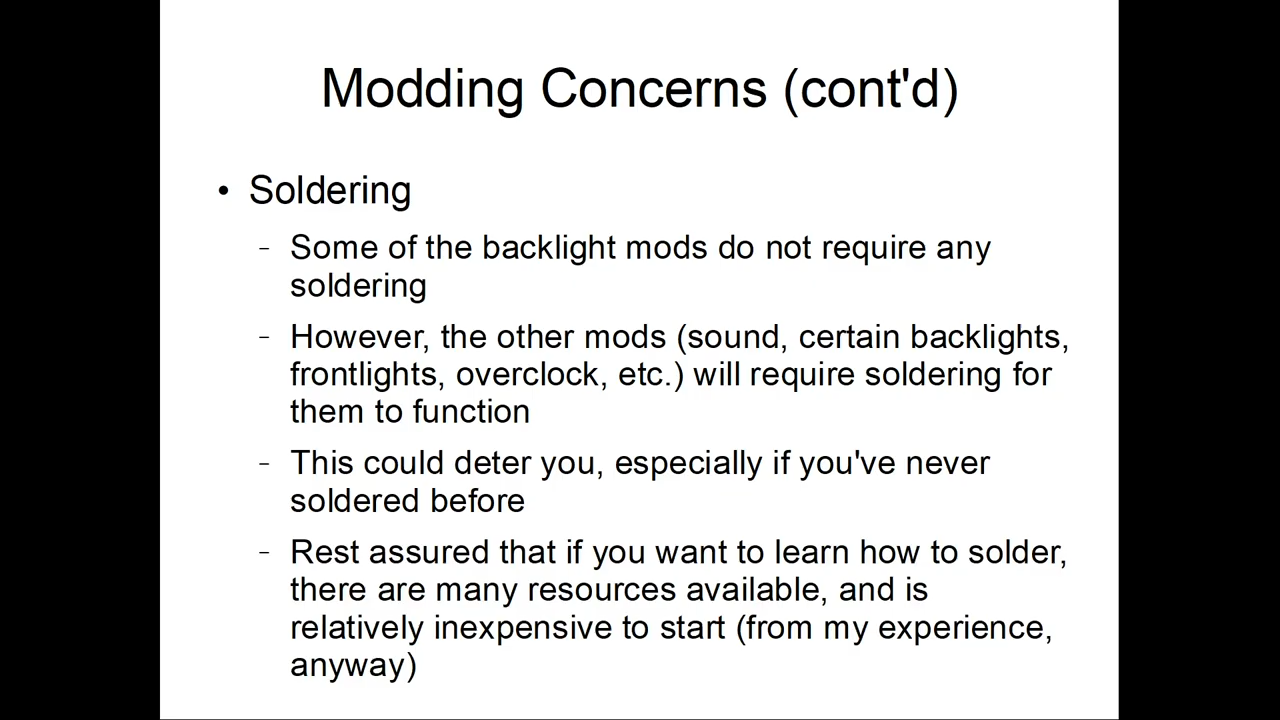 Modding Concerns (cont'd)
• Soldering
– Some of the backlight mods do not require any
soldering
– However, the other mods (sound, certain backlights,
frontlights, overclock, etc.) will require soldering for
them to function
– This could deter you, especially if you've never
soldered before
– Rest assured that if you want to learn how to solder,
there are many resources available, and is
relatively inexpensive to start (from my experience,
anyway)